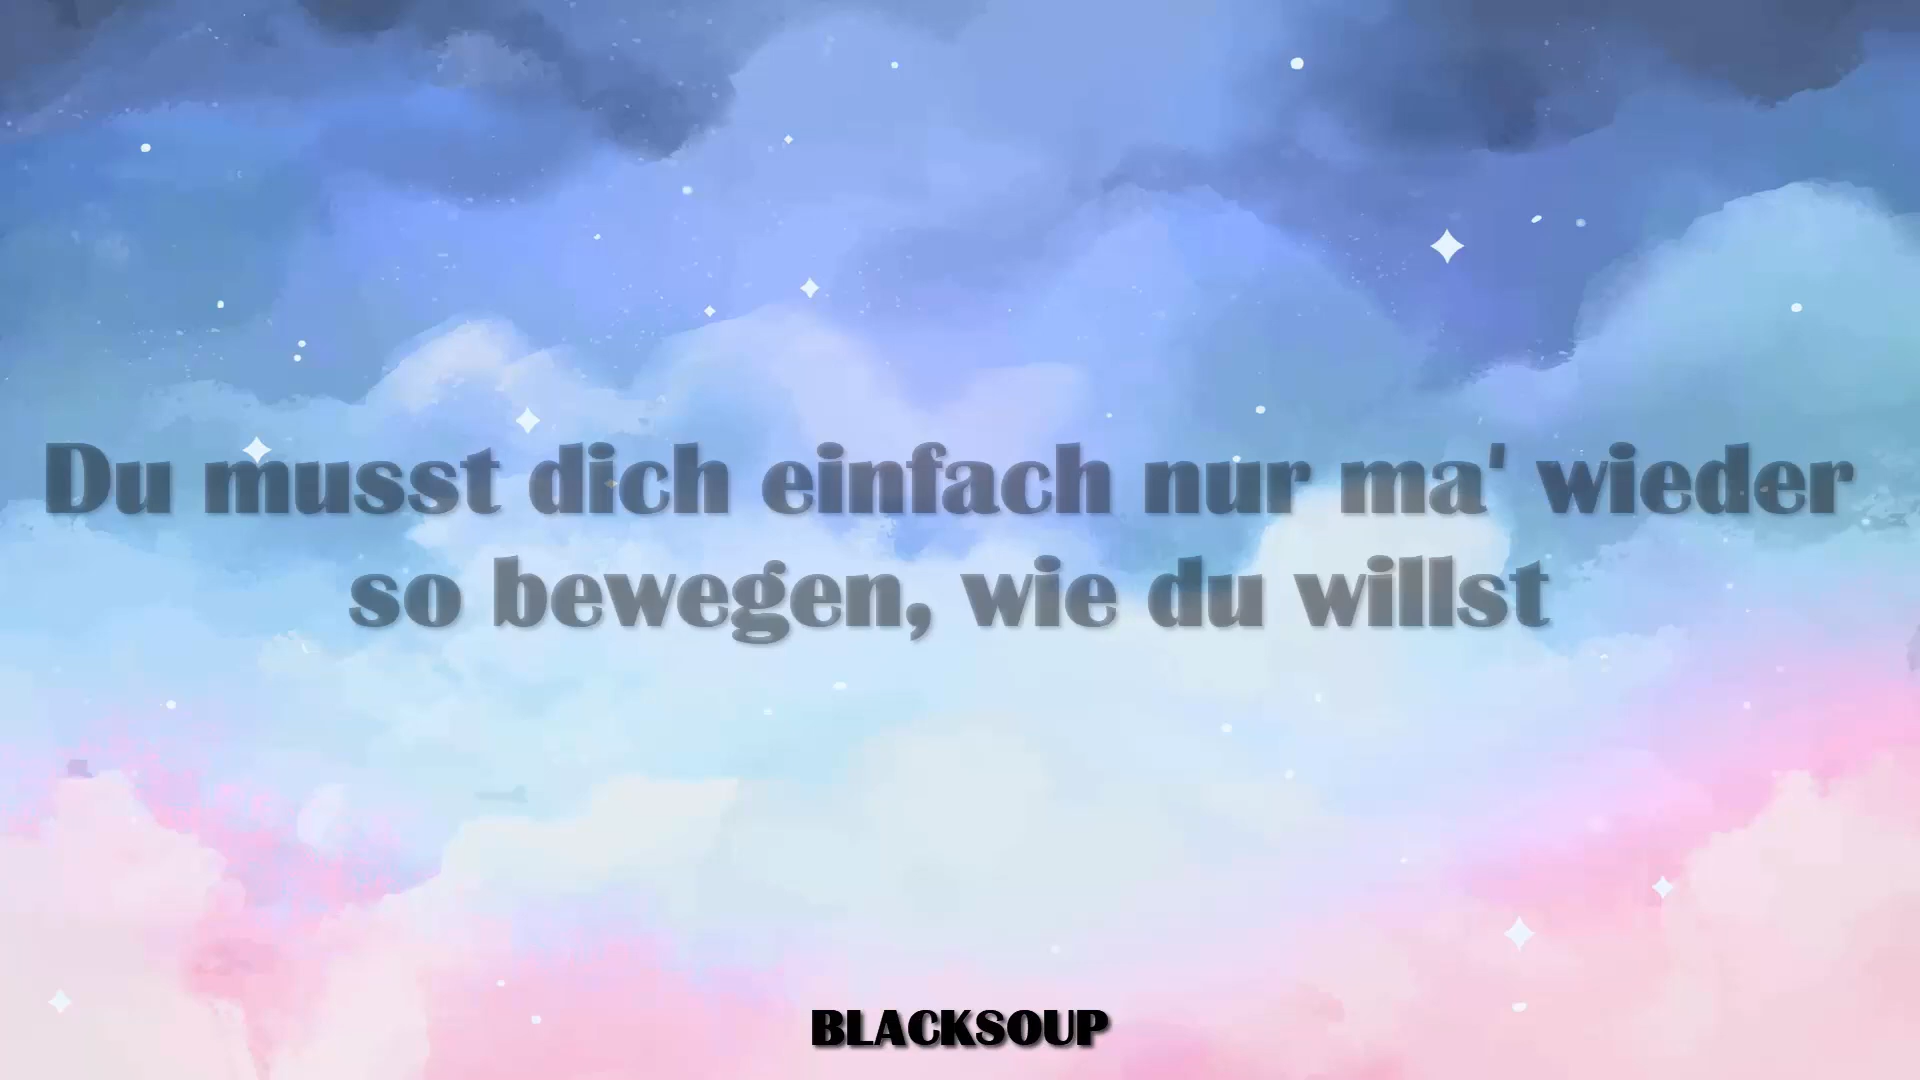 Du musst dich einfach nur ma' wieder
so bewegen, wie du willst
BLACKSOUP